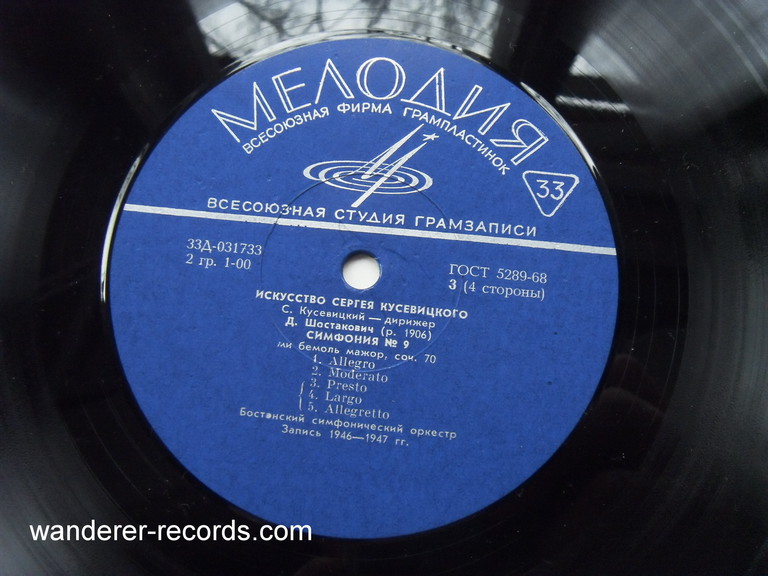 МЕЛОДИЯ
ВСЕСОЮЗНАЯ ФИРМА ГРАМПЛАСТИНОК
33
ВСЕСОЮЗНАЯ СТУДИЯ ГРАМЗАПИСИ
33Д-031733
2 гр. 1-00
ГОСТ 5289-68
3 (4 стороны)
ИСКУССТВО СЕРГЕЯ КУСЕВИЦКОГО
С. Кусевицкий — дирижер
Д. Шостакович (р. 1906)
СИМФОНИЯ № 9
ми бемоль мажор, соч. 70
1. Allegro
2. Moderato
3. Presto
4. Largo
5. Allegretto
Бостонский симфонический оркестр
Запись 1946—1947 гг.
wanderer-records.com